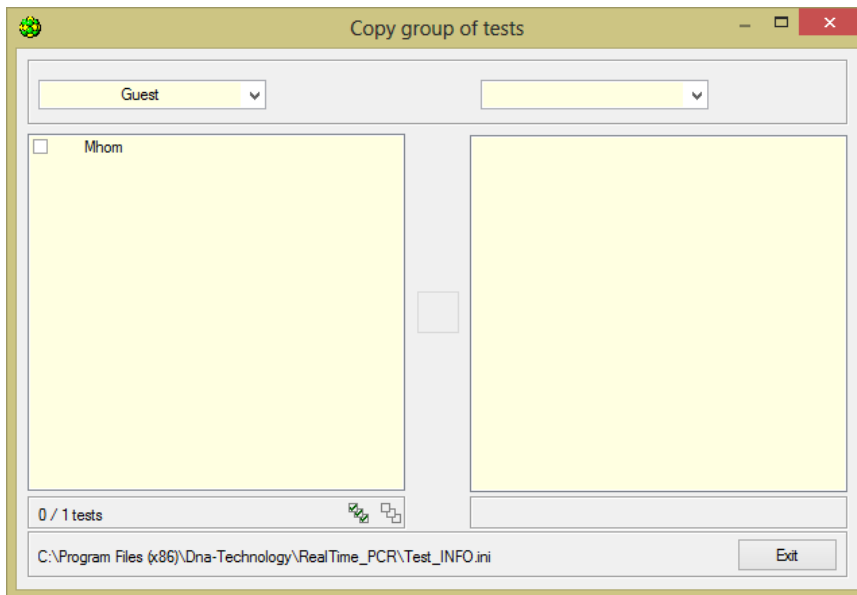 Copy group of tests
Guest
Mhom
0 / 1 tests
C:\Program Files (x86)\Dna-Technology\RealTime_PCR\Test_INFO.ini
Exit